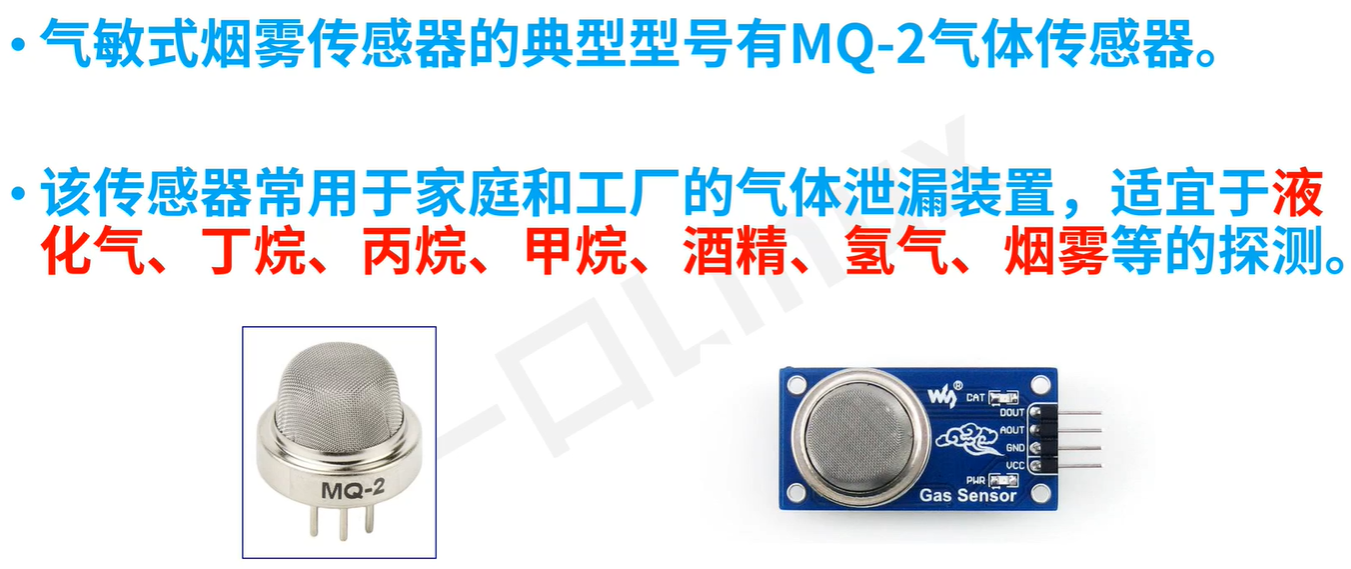 • 气敏式烟雾传感器的典型型号有MQ-2气体传感器。
• 该传感器常用于家庭和工厂的气体泄漏装置，适宜于液
化气、丁烷、丙烷、甲烷、酒精、氢气、烟雾等的探测。
MQ-2
CAT
DOUT
AOUT
GND
VCC
PWR
Gas Sensor